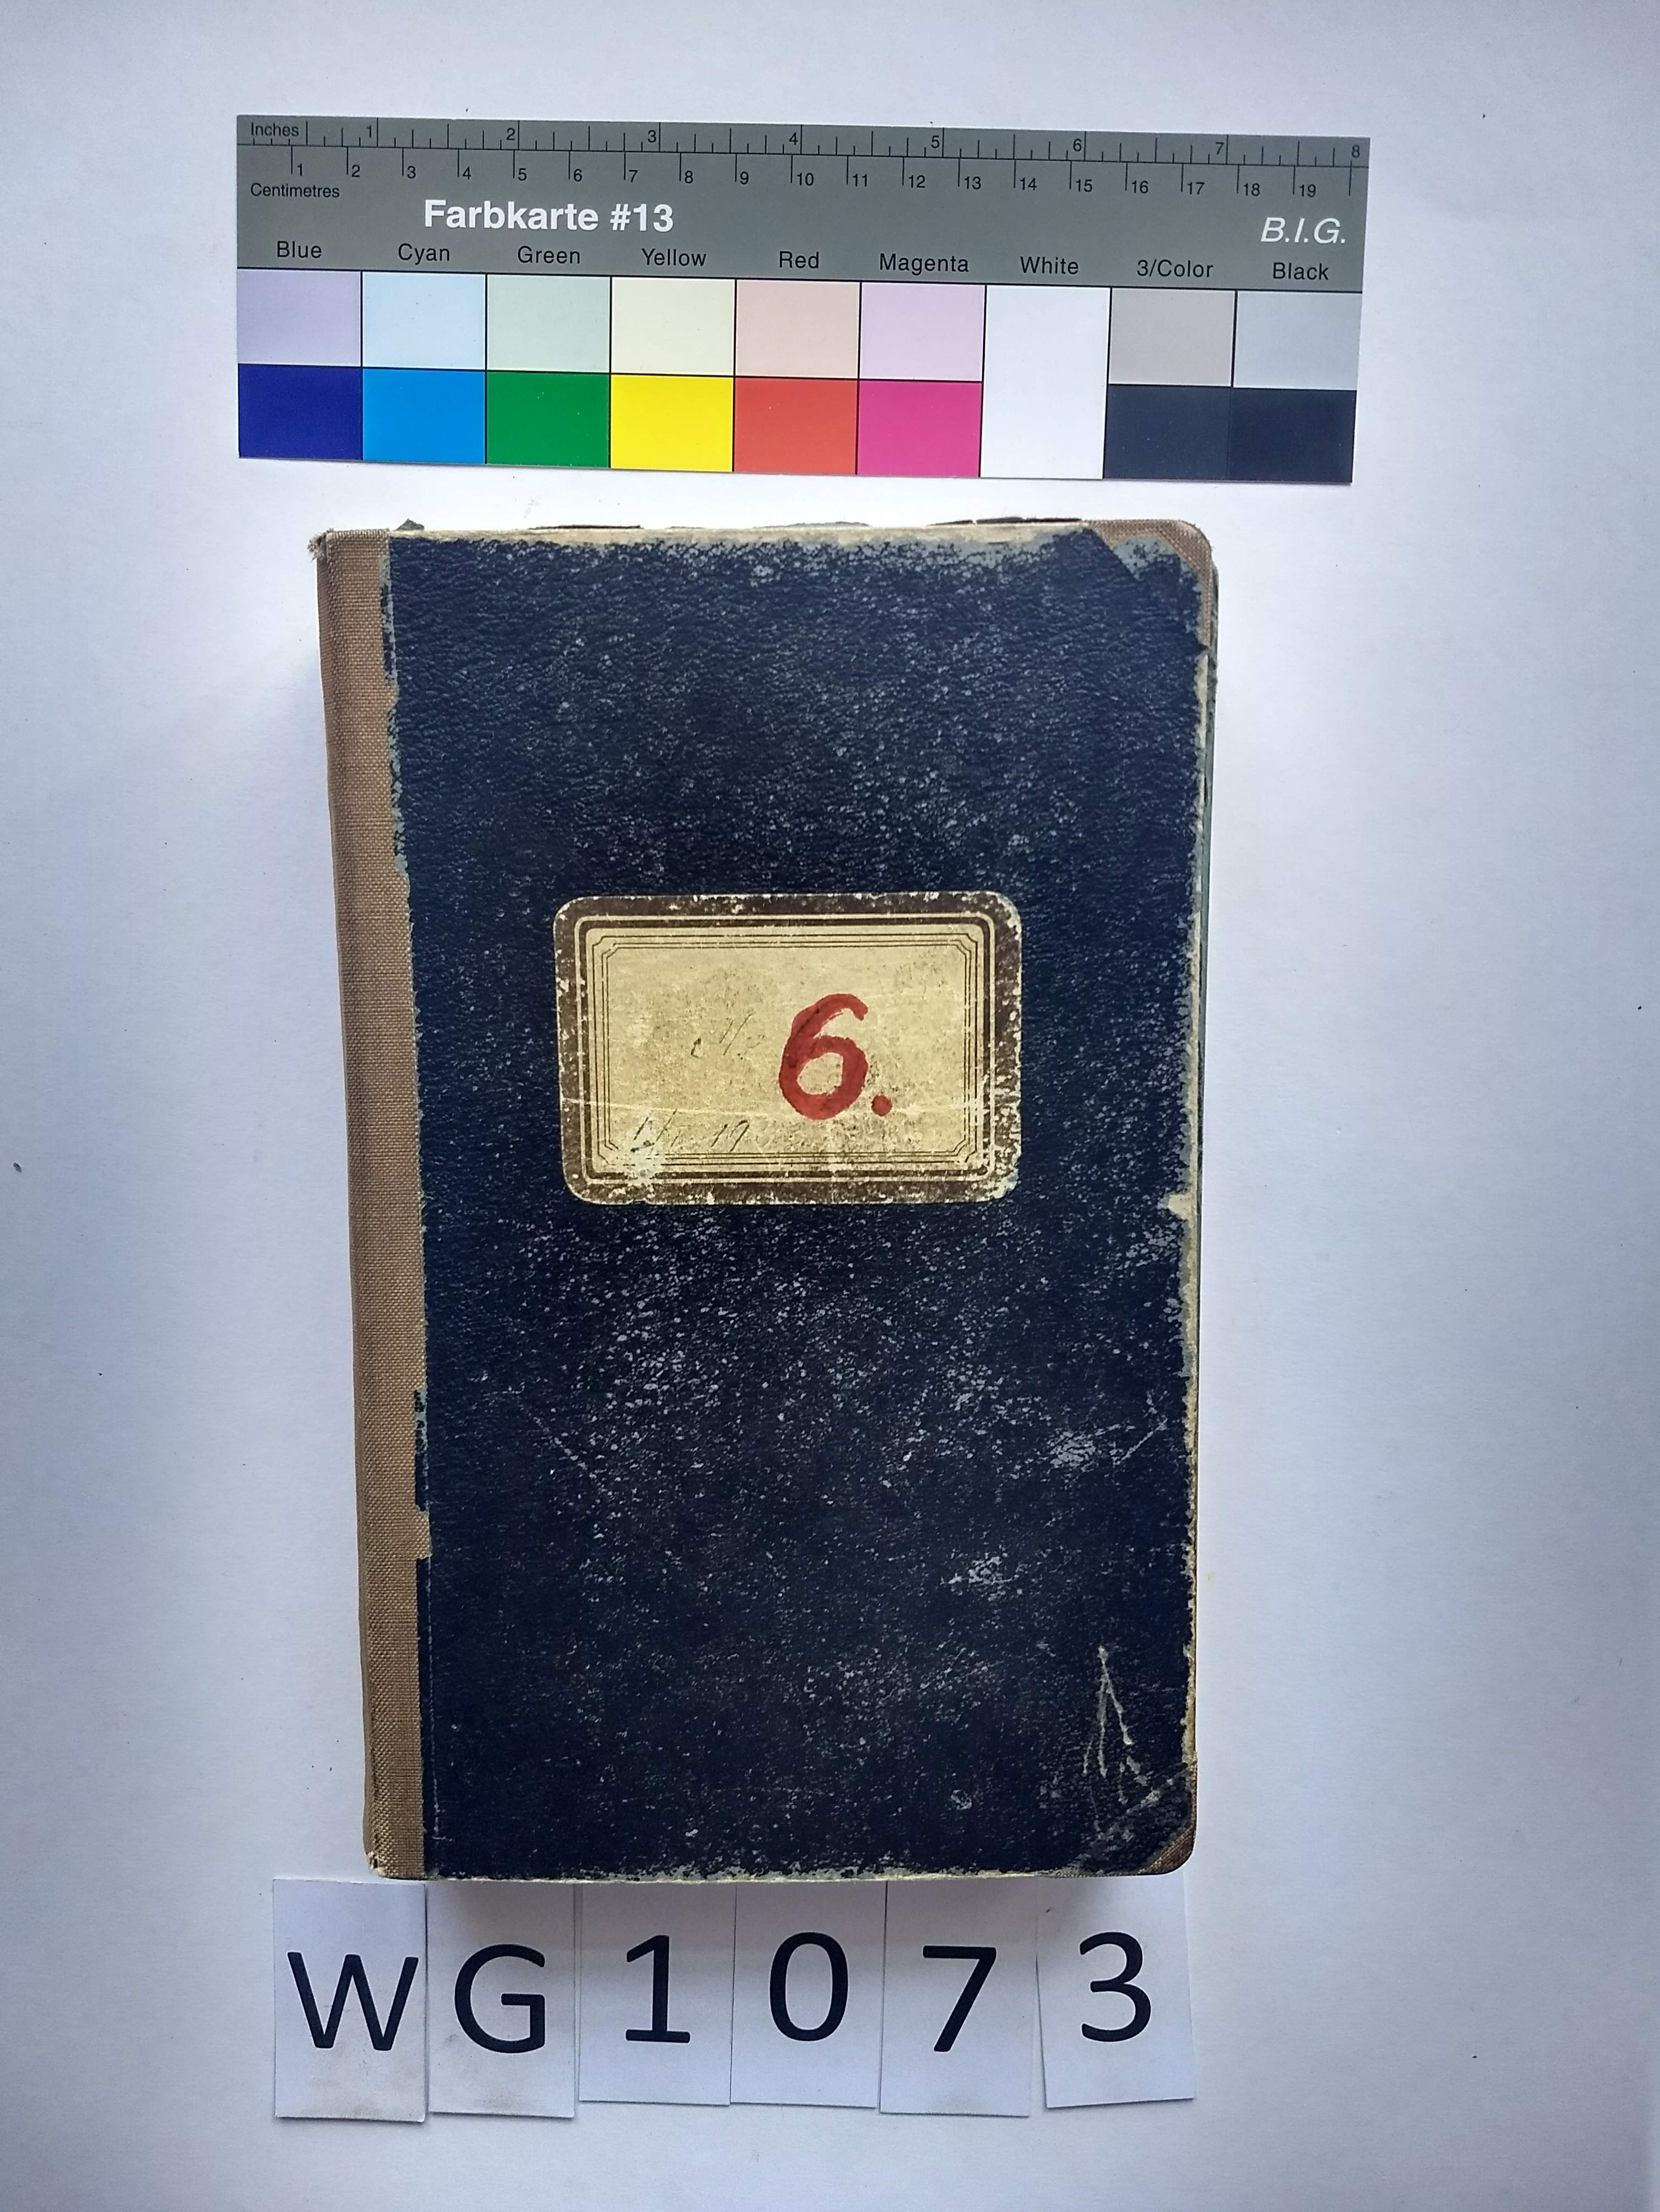 Inches 1 2 3 4 5 6 7 8
1 2 3 4 5 6 7 8 9 10 11 12 13 14 15 16 17 18 19
Centimetres
Farbkarte #13
B.I.G.
Blue Cyan Green Yellow Red Magenta White 3/Color Black
6.
WG1073